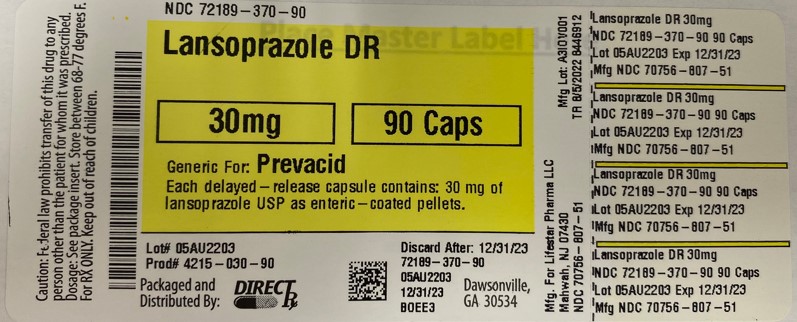 NDC 72189-370-90
Place Master Label H
Lansoprazole DR
30mg
90 Caps
Generic For: Prevacid
Each delayed-release capsule contains: 30 mg of
lansoprazole USP as enteric-coated pellets.
Lot# 05AU2203
Prod# 4215-030-90
Packaged and
Distributed By:
DIRECT Rx
Discard After: 12/31/23
72189-370-90
05AU2203
12/31/23
BOEE3
Dawsonville,
GA 30534
Caution: Federal law prohibits transfer of this drug to any
person other than the patient for whom it was prescribed.
Dosage: See package insert. Store between 68-77 degrees F.
For RX ONLY. Keep out of reach of children.
Mfg Lot: A3IOV001
TR 8/5/2022 8446912
Mfg. For Lifestar Pharma LLC
Mahwah, NJ 07430
NDC 70756-807-51
Lansoprazole DR 30mg
NDC 72189-370-90 90 Caps
Lot 05AU2203 Exp 12/31/23
Mfg NDC 70756-807-51
Lansoprazole DR 30mg
NDC 72189-370-90 90 Caps
Lot 05AU2203 Exp 12/31/23
Mfg NDC 70756-807-51
Lansoprazole DR 30mg
NDC 72189-370-90 90 Caps
Lot 05AU2203 Exp 12/31/23
Mfg NDC 70756-807-51
Lansoprazole DR 30mg
NDC 72189-370-90 90 Caps
Lot 05AU2203 Exp 12/31/23
Mfg NDC 70756-807-51